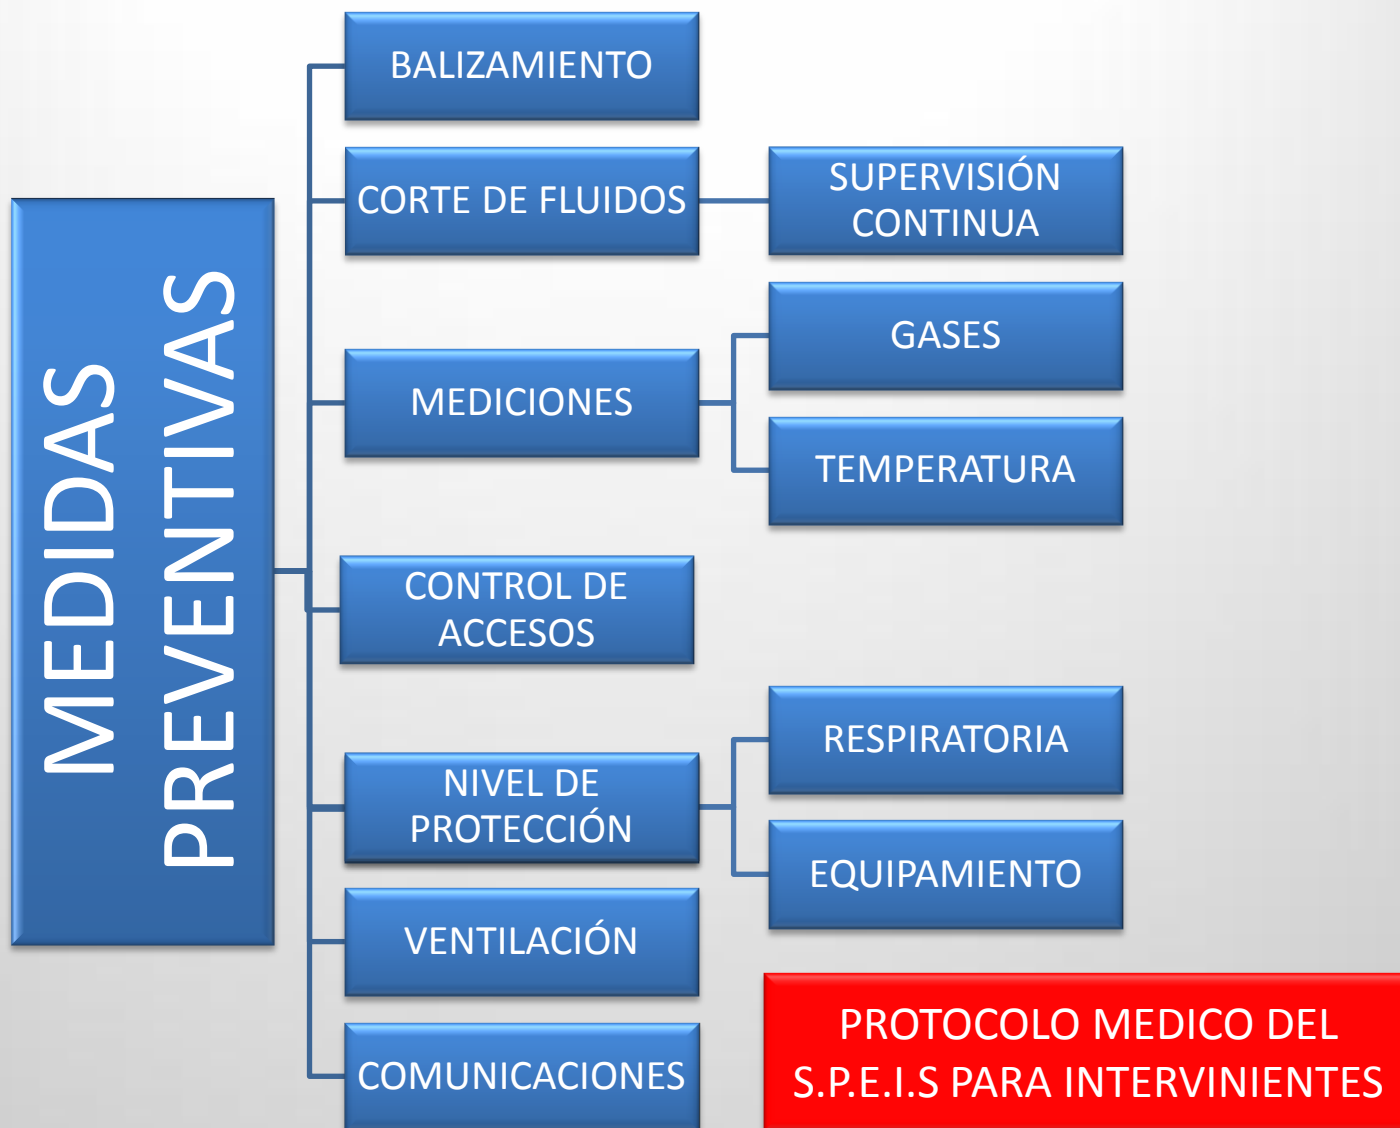 MEDIDAS
PREVENTIVAS
BALIZAMIENTO
CORTE DE FLUIDOS
SUPERVISIÓN
CONTINUA
MEDICIONES
GASES
TEMPERATURA
CONTROL DE
ACCESOS
NIVEL DE
PROTECCIÓN
RESPIRATORIA
EQUIPAMIENTO
VENTILACIÓN
COMUNICACIONES
PROTOCOLO MEDICO DEL
S.P.E.I.S PARA INTERVINIENTES